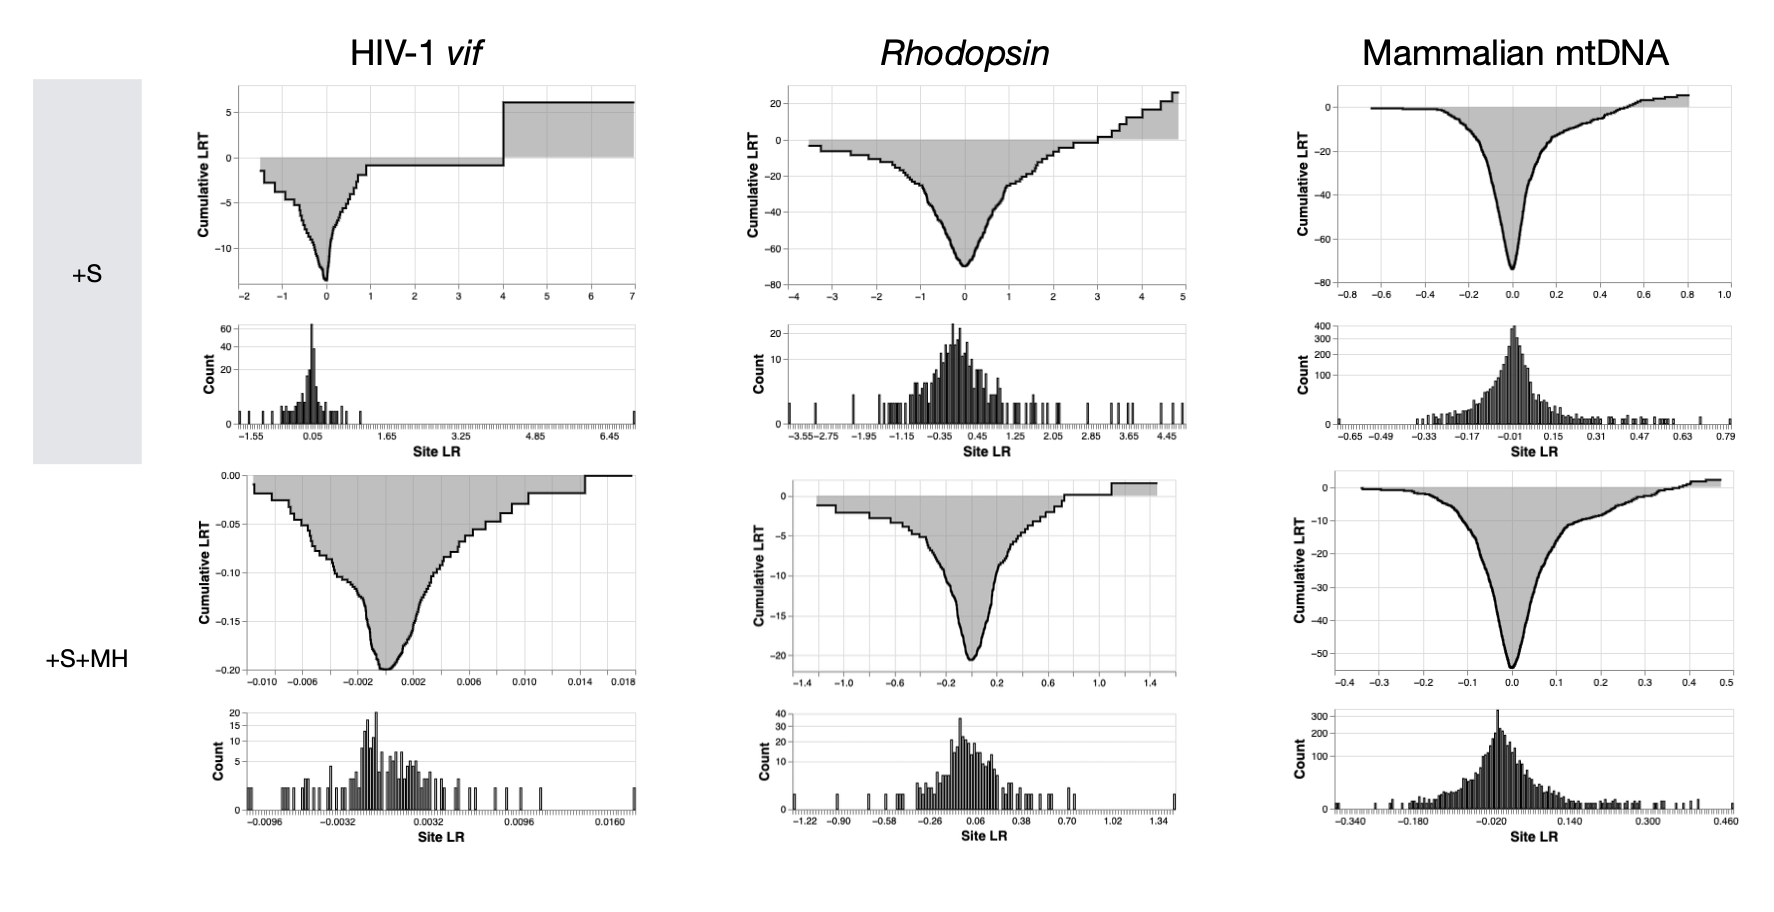 HIV-1 vif
Rhodopsin
Mammalian mtDNA
+S
Cumulative LRT
5
0
−5
−10
−2 −1 0 1 2 3 4 5 6 7
Count
60
40
20
0
−1.55 0.05 1.65 3.25 4.85 6.45
Site LR
Cumulative LRT
20
0
−20
−40
−60
−80
−4 −3 −2 −1 0 1 2 3 4 5
Count
20
10
0
−3.55 −2.75 −1.95 −1.15 −0.35 0.45 1.25 2.05 2.85 3.65 4.45
Site LR
Cumulative LRT
0
−20
−40
−60
−80
−0.8 −0.6 −0.4 −0.2 0.0 0.2 0.4 0.6 0.8 1.0
Count
400
300
200
100
0
−0.65 −0.49 −0.33 −0.17 −0.01 0.15 0.31 0.47 0.63 0.79
Site LR
+S+MH
Cumulative LRT
0.00
−0.05
−0.10
−0.15
−0.20
−0.010 −0.006 −0.002 0.002 0.006 0.010 0.014 0.018
Count
20
15
10
5
0
−0.0096 −0.0032 0.0032 0.0096 0.0160
Site LR
Cumulative LRT
0
−5
−10
−15
−20
−1.4 −1.0 −0.6 −0.2 0.2 0.6 1.0 1.4
Count
40
30
20
10
0
−1.22 −0.90 −0.58 −0.26 0.06 0.38 0.70 1.02 1.34
Site LR
Cumulative LRT
0
−10
−20
−30
−40
−50
−0.4 −0.3 −0.2 −0.1 0.0 0.1 0.2 0.3 0.4 0.5
Count
300
200
100
0
−0.340 −0.180 −0.020 0.140 0.300 0.460
Site LR